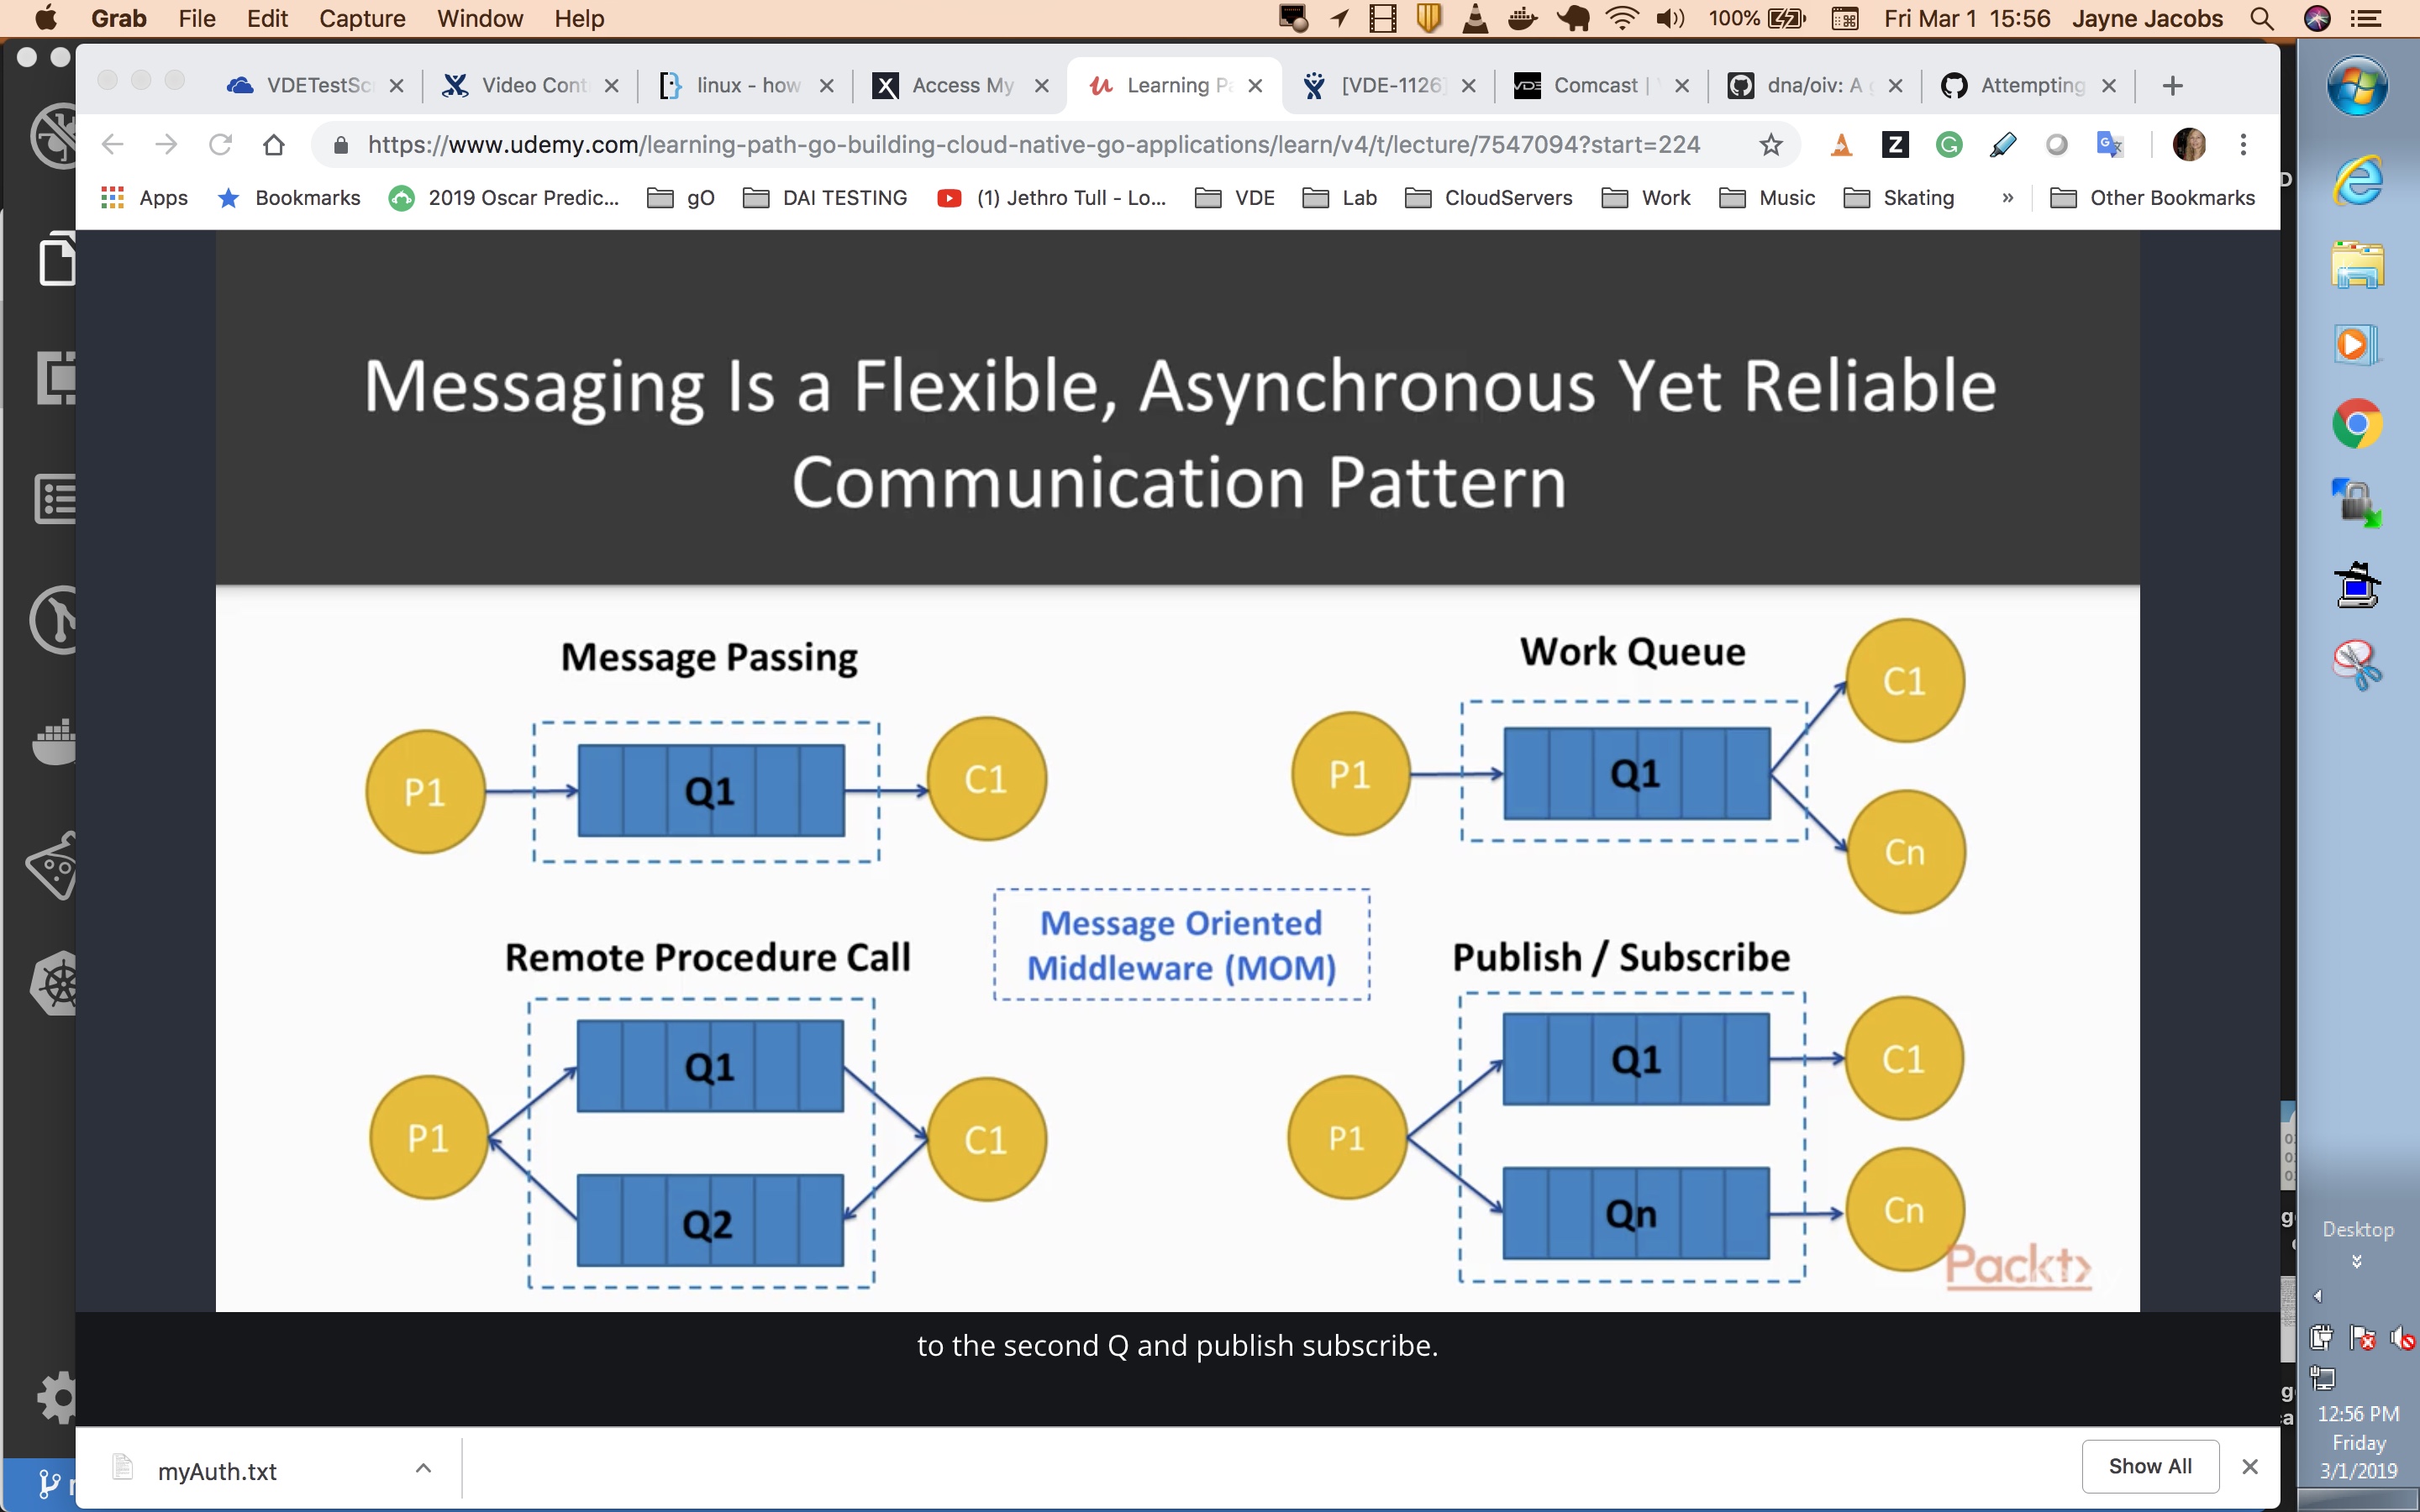 Grab File Edit Capture Window Help 100% Fri Mar 1 15:56 Jayne Jacobs
VDETestSc Video Cont linux - how Access My Learning Pa [VDE-1126 Comcast | dna/oiv: A Attempting
https://www.udemy.com/learning-path-go-building-cloud-native-go-applications/learn/v4/t/lecture/7547094?start=224
Apps Bookmarks 2019 Oscar Predic... gO DAI TESTING (1) Jethro Tull - Lo... VDE Lab CloudServers Work Music Skating » Other Bookmarks
Messaging Is a Flexible, Asynchronous Yet Reliable
Communication Pattern
Message Passing
P1 Q1 C1
Work Queue
P1 Q1 C1
Cn
Message Oriented
Middleware (MOM)
Remote Procedure Call
P1 Q1 C1
Q2
Publish / Subscribe
P1 Q1 C1
Qn Cn
Packt>
to the second Q and publish subscribe.
myAuth.txt
Show All
Desktop
12:56 PM
Friday
3/1/2019